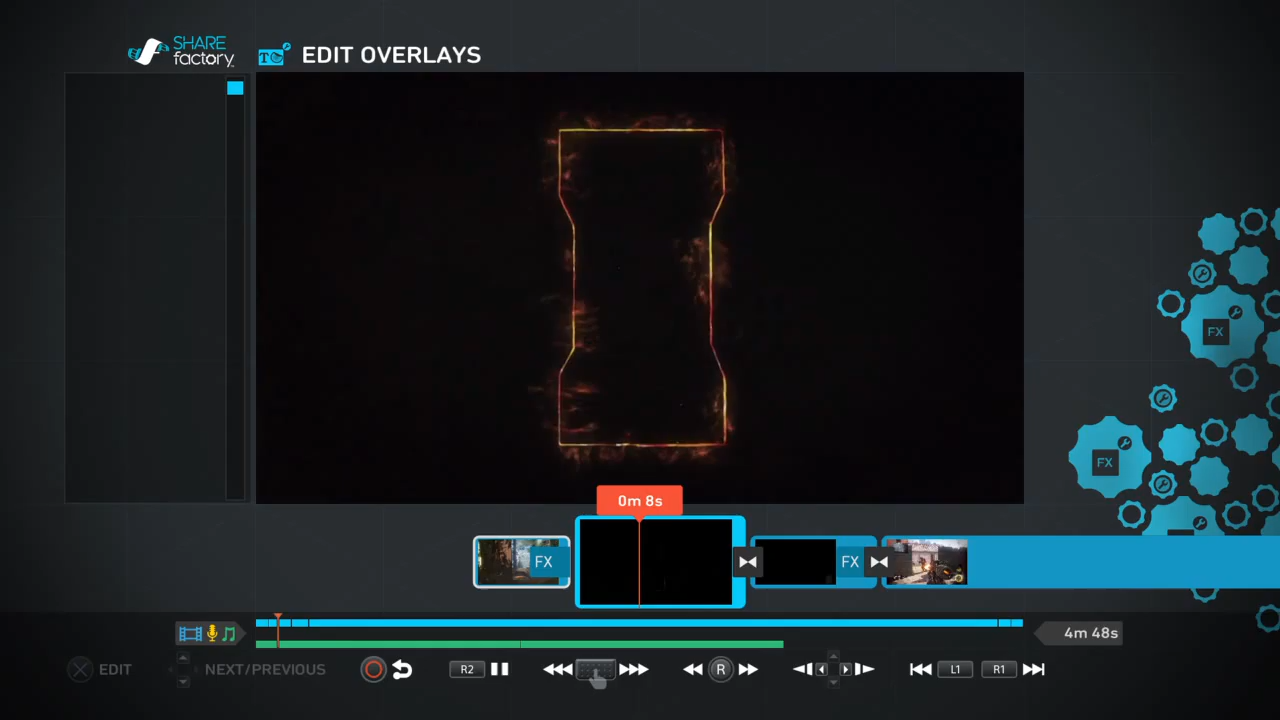 SHARE
factory
EDIT OVERLAYS
FX
FX
0m 8s
FX
FX
4m 48s
EDIT
NEXT/PREVIOUS
R2
R
L1
R1